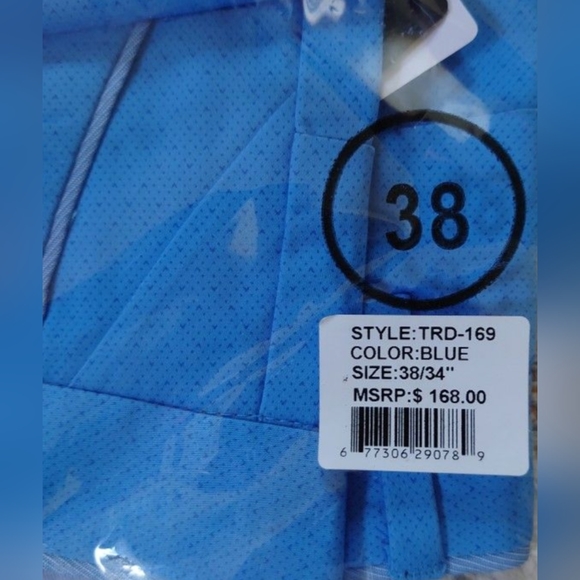 38
STYLE:TRD-169
COLOR:BLUE
SIZE:38/34"
MSRP:$ 168.00
6 77306 29078 9